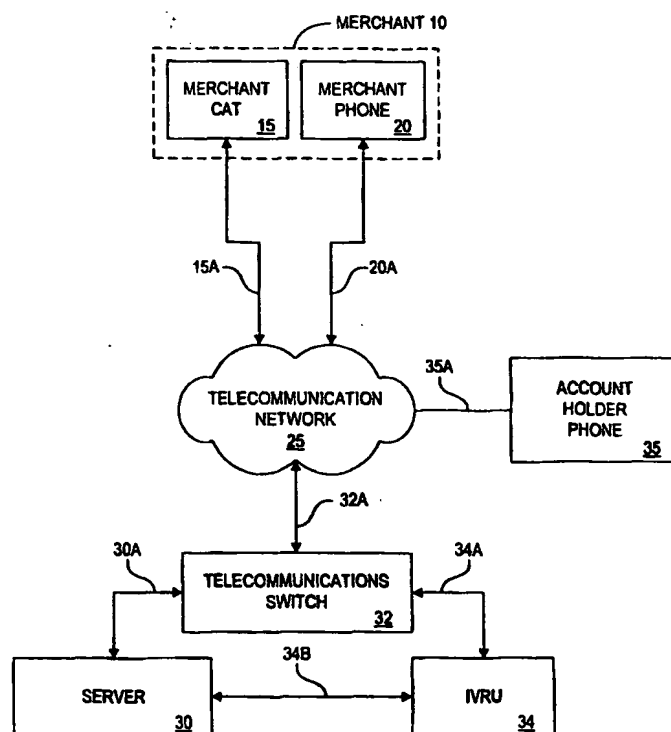 MERCHANT 10
MERCHANT
CAT
15
MERCHANT
PHONE
20
15A
20A
TELECOMMUNICATION
NETWORK
25
35A
ACCOUNT
HOLDER
PHONE
35
32A
30A
TELECOMMUNICATIONS
SWITCH
32
34A
SERVER
30
34B
IVRU
34